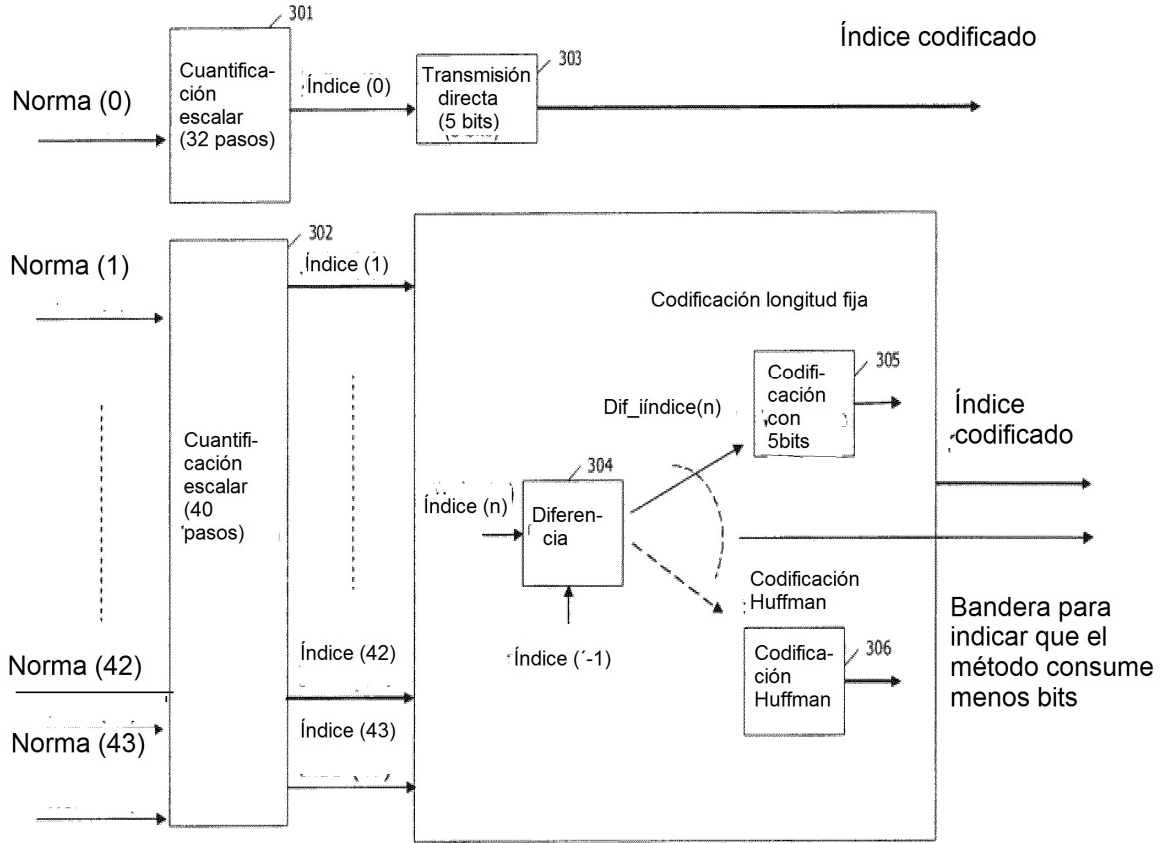 301
Índice codificado
Cuantifica-
ción
escalar
(32 pasos)
Índice (0)
Transmisión
directa
(5 bits)
303
Norma (0)
302
Norma (1)
Índice (1)
Codificación longitud fija
305
Codifi-
cación
con
5bits
Dif_iíndice(n)
Índice
codificado
Cuantifi-
cación
escalar
(40
pasos)
304
Índice (n)
Diferen-
cia
Codificación
Huffman
Bandera para
indicar que el
método consume
menos bits
Índice (´-1)
306
Codifica-
ción
Huffman
Norma (42)
Índice (42)
Norma (43)
Índice (43)